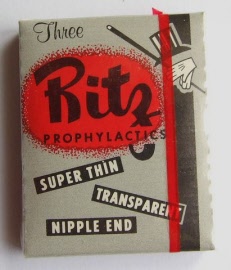 Three
Ritz
PROPHYLACTICS
SUPER THIN
TRANSPARENT
NIPPLE END